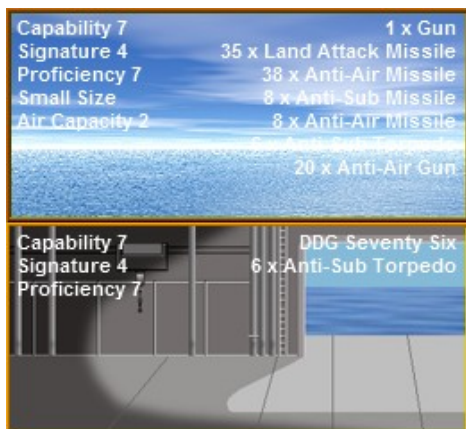 Capability 7
Signature 4
Proficiency 7
Small Size
Air Capacity 2
1 x Gun
35 x Land Attack Missile
38 x Anti-Air Missile
8 x Anti-Sub Missile
8 x Anti-Air Missile
6 x Anti-Sub Torpedo
20 x Anti-Air Gun
Capability 7
Signature 4
Proficiency 7
DDG Seventy Six
6 x Anti-Sub Torpedo